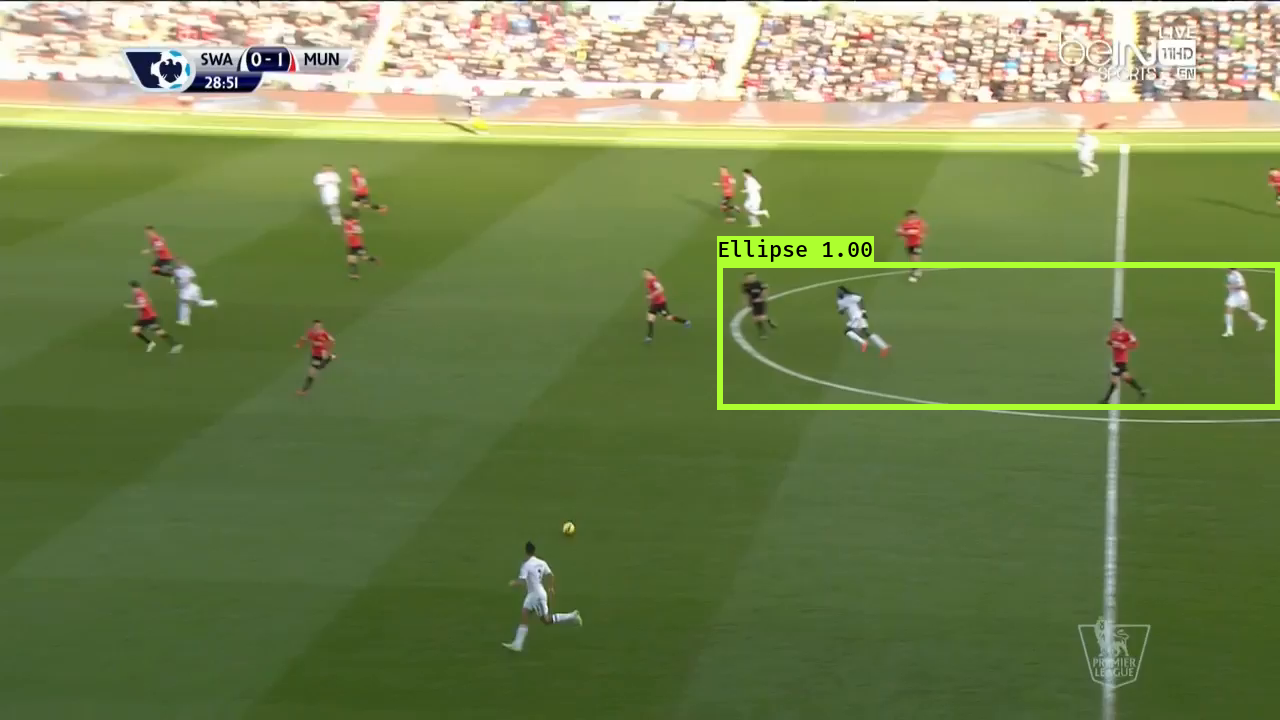 SWA 0-1 MUN
28:51
LIVE
beIN 11HD
SPORTS EN
Ellipse 1.00
PREMIER
LEAGUE